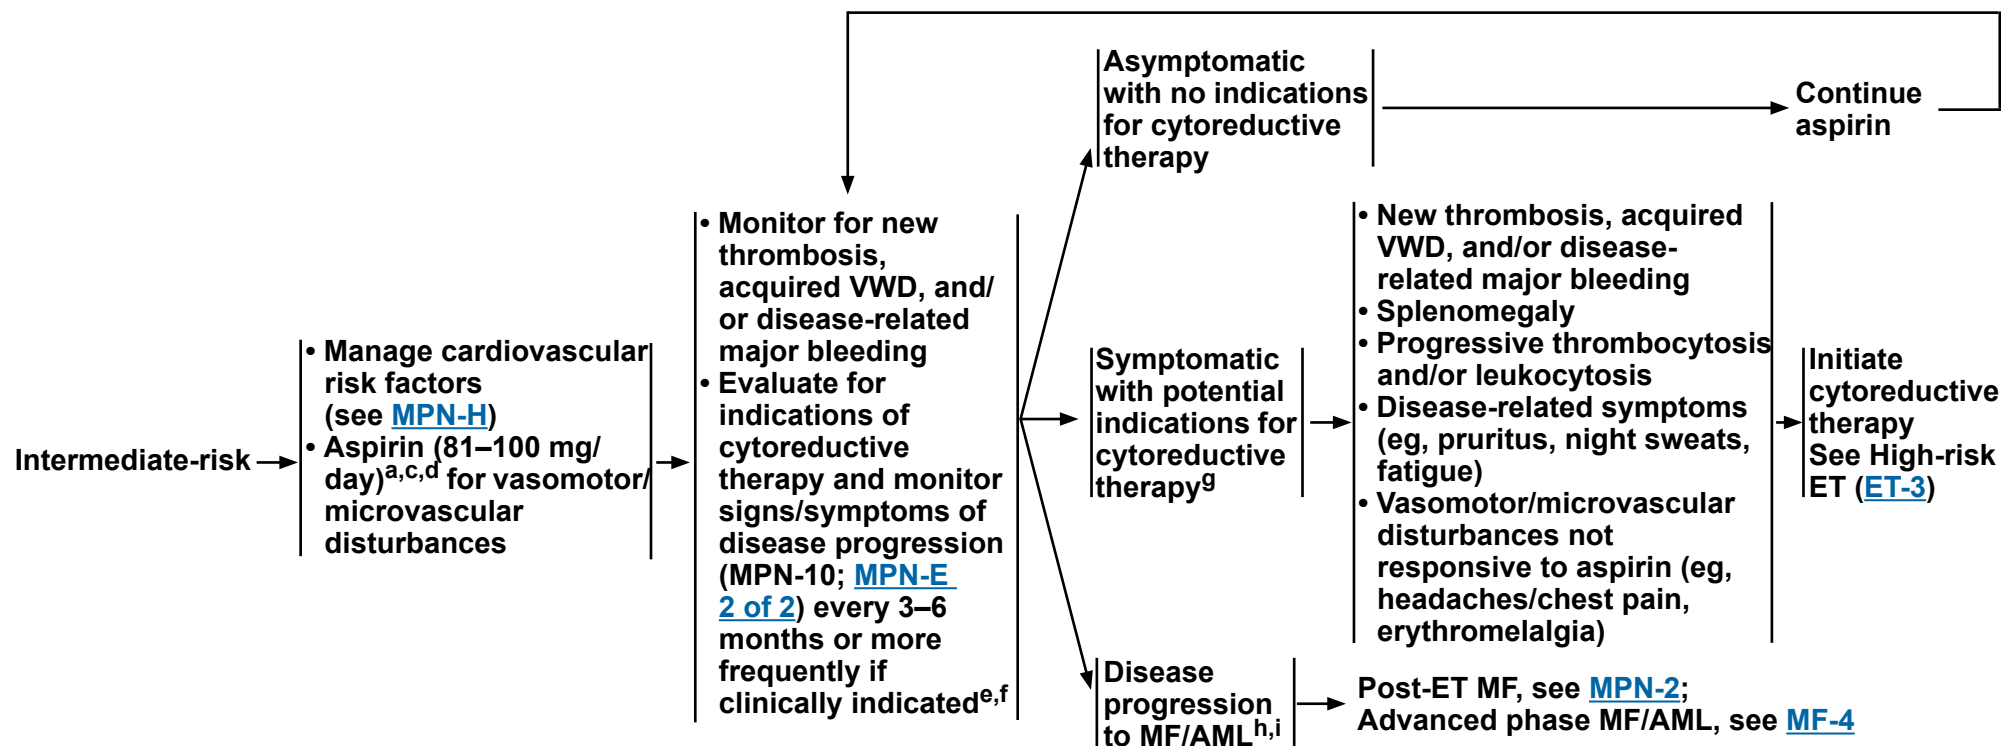 Intermediate-risk
• Manage cardiovascular
risk factors
(see MPN-H)
• Aspirin (81–100 mg/
day)a,c,d for vasomotor/
microvascular
disturbances
• Monitor for new
thrombosis,
acquired VWD, and/
or disease-related
major bleeding
• Evaluate for
indications of
cytoreductive
therapy and monitor
signs/symptoms of
disease progression
(MPN-10; MPN-E
2 of 2) every 3–6
months or more
frequently if
clinically indicatede,f
Asymptomatic
with no indications
for cytoreductive
therapy
Continue
aspirin
Symptomatic
with potential
indications for
cytoreductive
therapyg
• New thrombosis, acquired
VWD, and/or disease-
related major bleeding
• Splenomegaly
• Progressive thrombocytosis
and/or leukocytosis
• Disease-related symptoms
(eg, pruritus, night sweats,
fatigue)
• Vasomotor/microvascular
disturbances not
responsive to aspirin (eg,
headaches/chest pain,
erythromelalgia)
Initiate
cytoreductive
therapy
See High-risk
ET (ET-3)
Disease
progression
to MF/AMLh,i
Post-ET MF, see MPN-2;
Advanced phase MF/AML, see MF-4